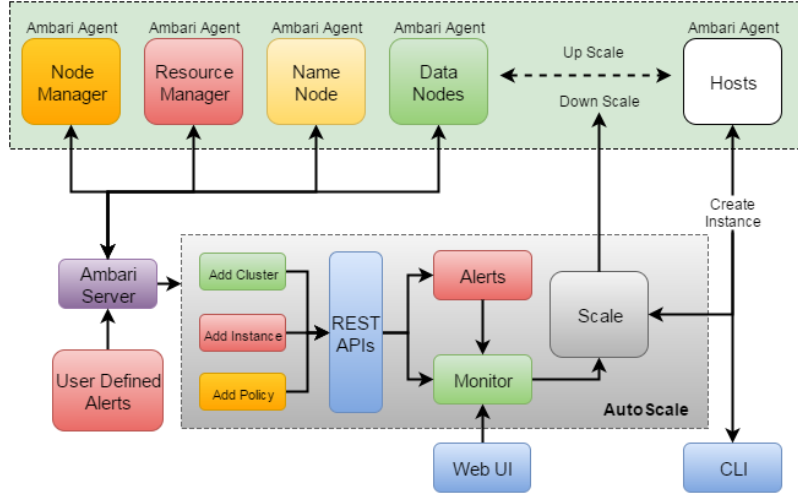 Ambari Agent
Ambari Agent
Ambari Agent
Ambari Agent
Ambari Agent
Node
Manager
Resource
Manager
Name
Node
Data
Nodes
Up Scale
Down Scale
Hosts
Create
Instance
Ambari
Server
User Defined
Alerts
Add Cluster
Add Instance
Add Policy
REST
APIs
Alerts
Monitor
Scale
AutoScale
Web UI
CLI